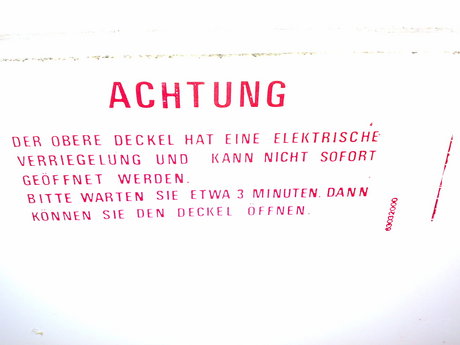 ACHTUNG
DER OBERE DECKEL HAT EINE ELEKTRISCHE
VERRIEGELUNG UND KANN NICHT SOFORT
GEÖFFNET WERDEN.
BITTE WARTEN SIE ETWA 3 MINUTEN. DANN
KÖNNEN SIE DEN DECKEL ÖFFNEN.
63032000